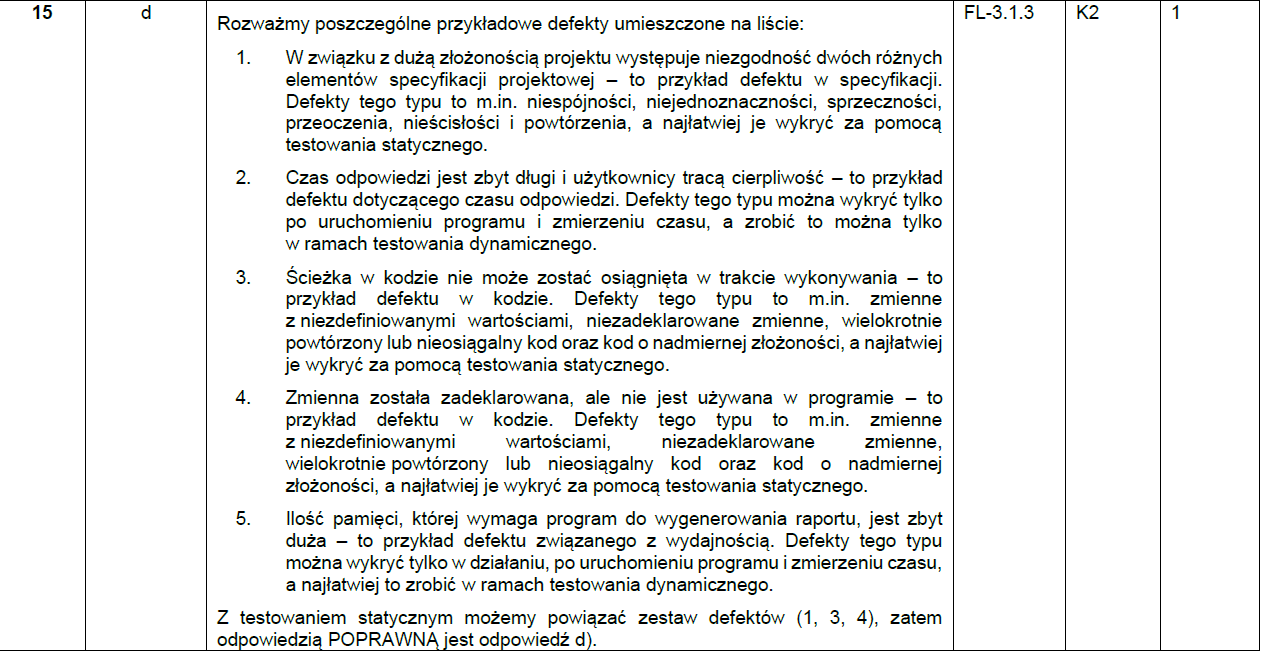 15 d Rozważmy poszczególne przykładowe defekty umieszczone na liście: FL-3.1.3 K2 1
1. W związku z dużą złożonością projektu występuje niezgodność dwóch różnych
elementów specyfikacji projektowej – to przykład defektu w specyfikacji.
Defekty tego typu to m.in. niespójności, niejednoznaczności, sprzeczności,
przeoczenia, nieścisłości i powtórzenia, a najłatwiej je wykryć za pomocą
testowania statycznego.
2. Czas odpowiedzi jest zbyt długi i użytkownicy tracą cierpliwość – to przykład
defektu dotyczącego czasu odpowiedzi. Defekty tego typu można wykryć tylko
po uruchomieniu programu i zmierzeniu czasu, a zrobić to można tylko
w ramach testowania dynamicznego.
3. Ścieżka w kodzie nie może zostać osiągnięta w trakcie wykonywania – to
przykład defektu w kodzie. Defekty tego typu to m.in. zmienne
z niezdefiniowanymi wartościami, niezadeklarowane zmienne, wielokrotnie
powtórzony lub nieosiągalny kod oraz kod o nadmiernej złożoności, a najłatwiej
je wykryć za pomocą testowania statycznego.
4. Zmienna została zadeklarowana, ale nie jest używana w programie – to
przykład defektu w kodzie. Defekty tego typu to m.in. zmienne
z niezdefiniowanymi wartościami, niezadeklarowane zmienne,
wielokrotnie powtórzony lub nieosiągalny kod oraz kod o nadmiernej
złożoności, a najłatwiej je wykryć za pomocą testowania statycznego.
5. Ilość pamięci, której wymaga program do wygenerowania raportu, jest zbyt
duża – to przykład defektu związanego z wydajnością. Defekty tego typu
można wykryć tylko w działaniu, po uruchomieniu programu i zmierzeniu czasu,
a najłatwiej to zrobić w ramach testowania dynamicznego.
Z testowaniem statycznym możemy powiązać zestaw defektów (1, 3, 4), zatem
odpowiedzią POPRAWNĄ jest odpowiedź d).